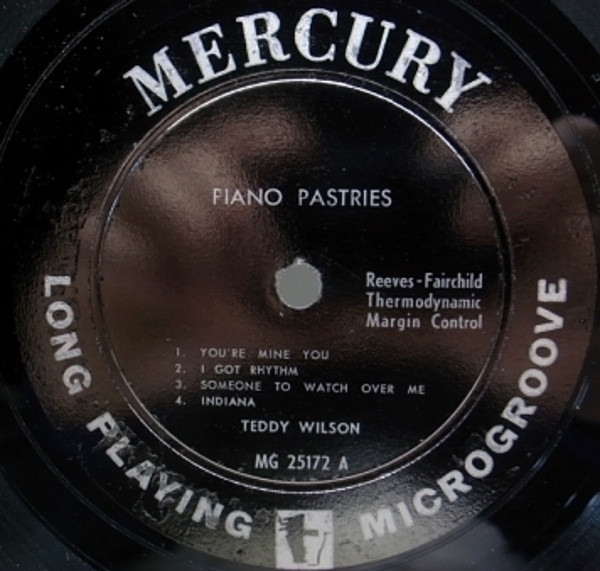 MERCURY
PIANO PASTRIES
Reeves-Fairchild
Thermodynamic
Margin Control
1. YOU'RE MINE YOU
2. I GOT RHYTHM
3. SOMEONE TO WATCH OVER ME
4. INDIANA
TEDDY WILSON
MG 25172 A
LONG PLAYING MICROGROOVE